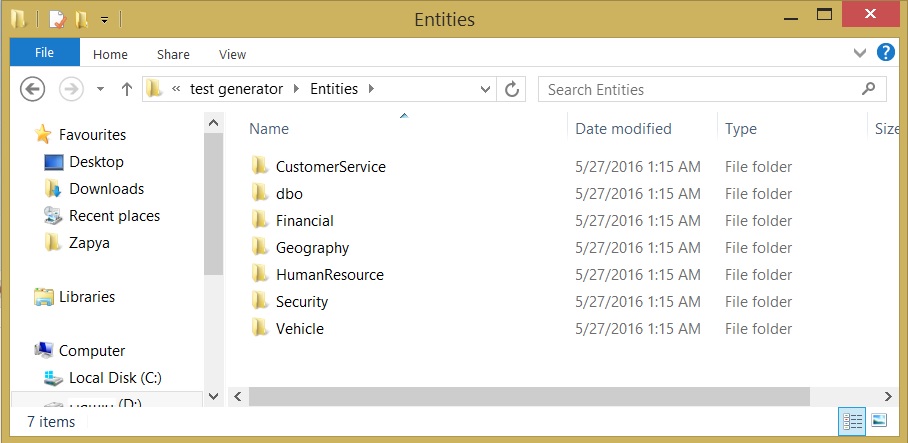 Entities
File Home Share View
« test generator Entities Search Entities
Name Date modified Type Size
Favourites
Desktop
Downloads
Recent places
Zapya
Libraries
Computer
Local Disk (C:)
(D:)
CustomerService 5/27/2016 1:15 AM File folder
dbo 5/27/2016 1:15 AM File folder
Financial 5/27/2016 1:15 AM File folder
Geography 5/27/2016 1:15 AM File folder
HumanResource 5/27/2016 1:15 AM File folder
Security 5/27/2016 1:15 AM File folder
Vehicle 5/27/2016 1:15 AM File folder
7 items